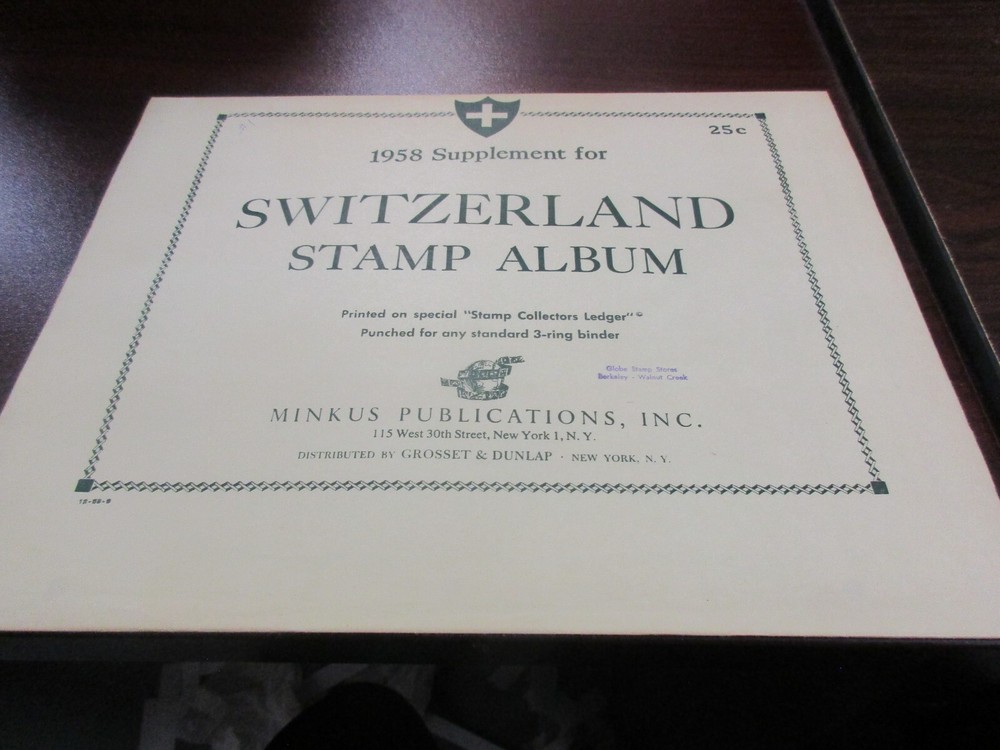 25c
1958 Supplement for
SWITZERLAND
STAMP ALBUM
Printed on special "Stamp Collectors Ledger"
Punched for any standard 3-ring binder
Globe Stamp Stores
Berkeley - Walnut Creek
MINKUS PUBLICATIONS, INC.
115 West 30th Street, New York 1, N. Y.
DISTRIBUTED BY GROSSET & DUNLAP · NEW YORK, N. Y.